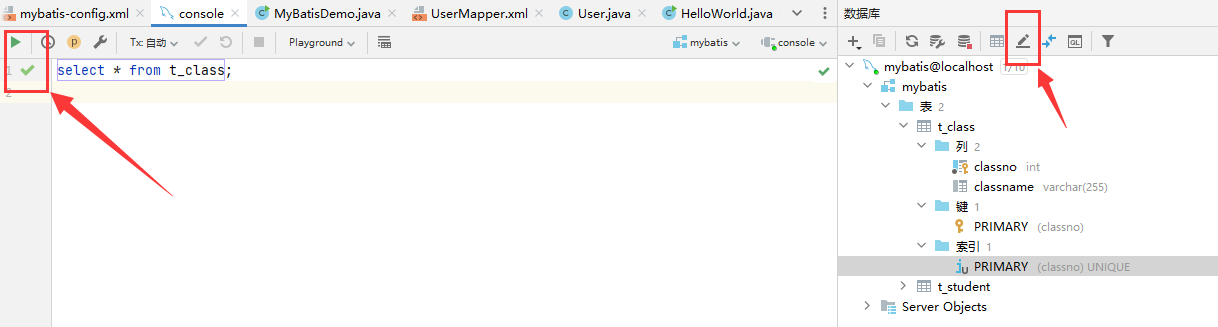 mybatis-config.xml console MyBatisDemo.java UserMapper.xml User.java HelloWorld.java
Tx: 自动 Playground mybatis console
1 select * from t_class;
2
数据库
QL
mybatis@localhost 1/10
mybatis
表 2
t_class
列 2
classno int
classname varchar(255)
键 1
PRIMARY (classno)
索引 1
PRIMARY (classno) UNIQUE
t_student
Server Objects